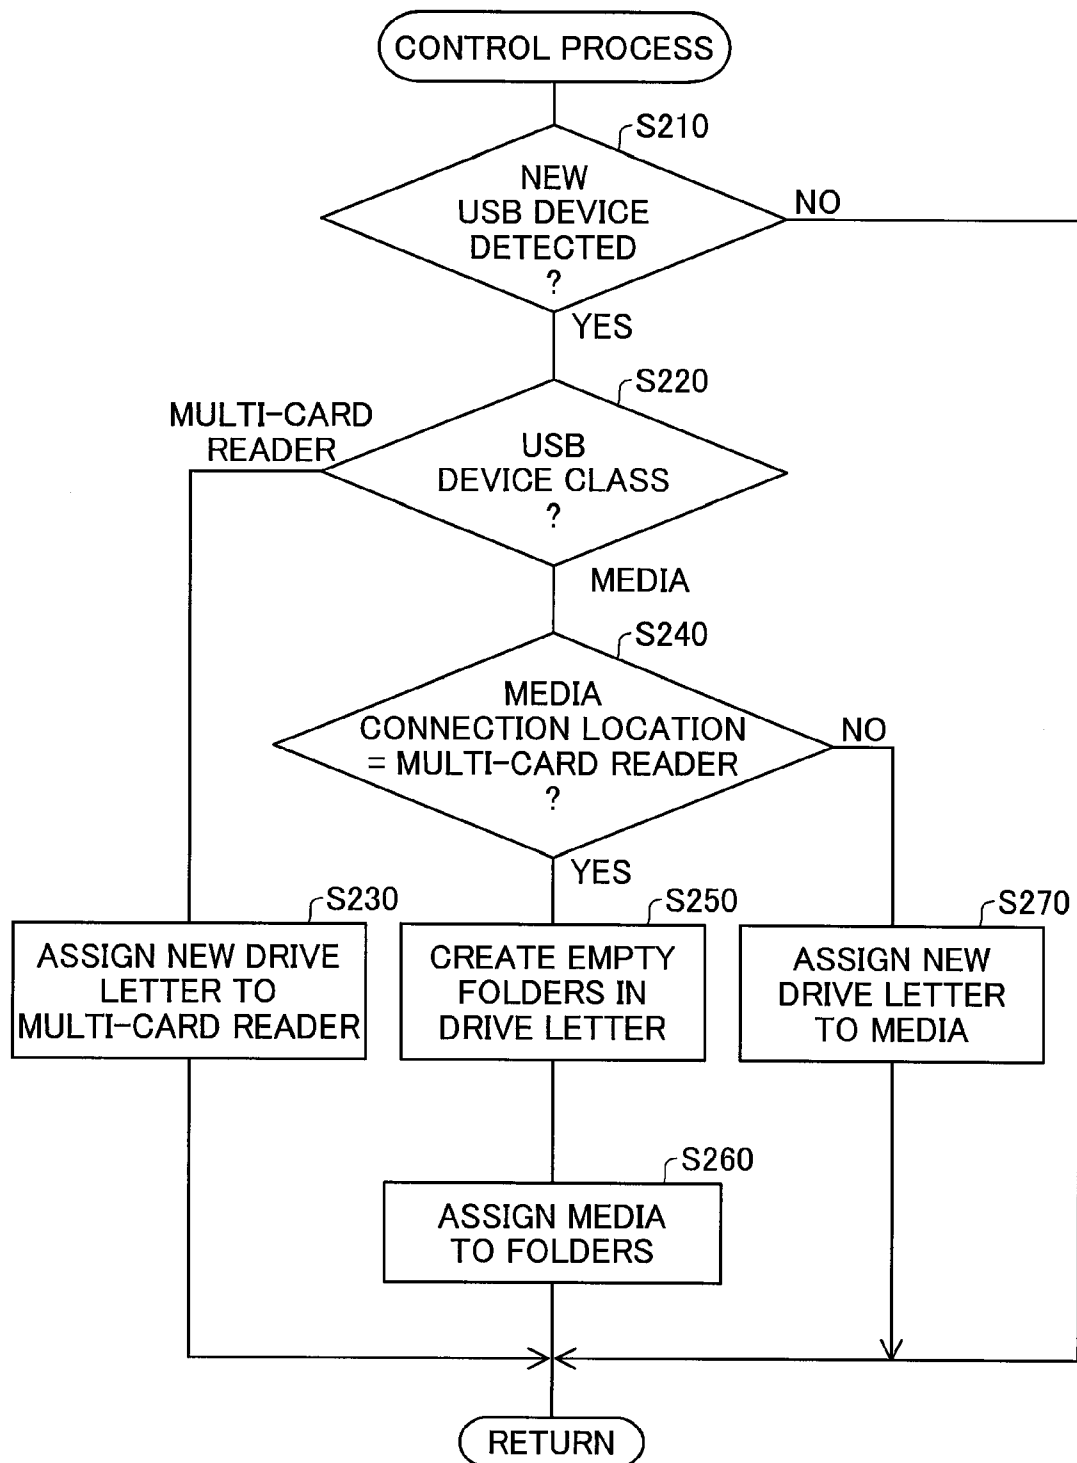 CONTROL PROCESS
S210
NEW
USB DEVICE
DETECTED
?
NO
YES
S220
MULTI-CARD
READER
USB
DEVICE CLASS
?
MEDIA
S240
MEDIA
CONNECTION LOCATION
= MULTI-CARD READER
?
NO
YES
S230
ASSIGN NEW DRIVE
LETTER TO
MULTI-CARD READER
S250
CREATE EMPTY
FOLDERS IN
DRIVE LETTER
S270
ASSIGN NEW
DRIVE LETTER
TO MEDIA
S260
ASSIGN MEDIA
TO FOLDERS
RETURN